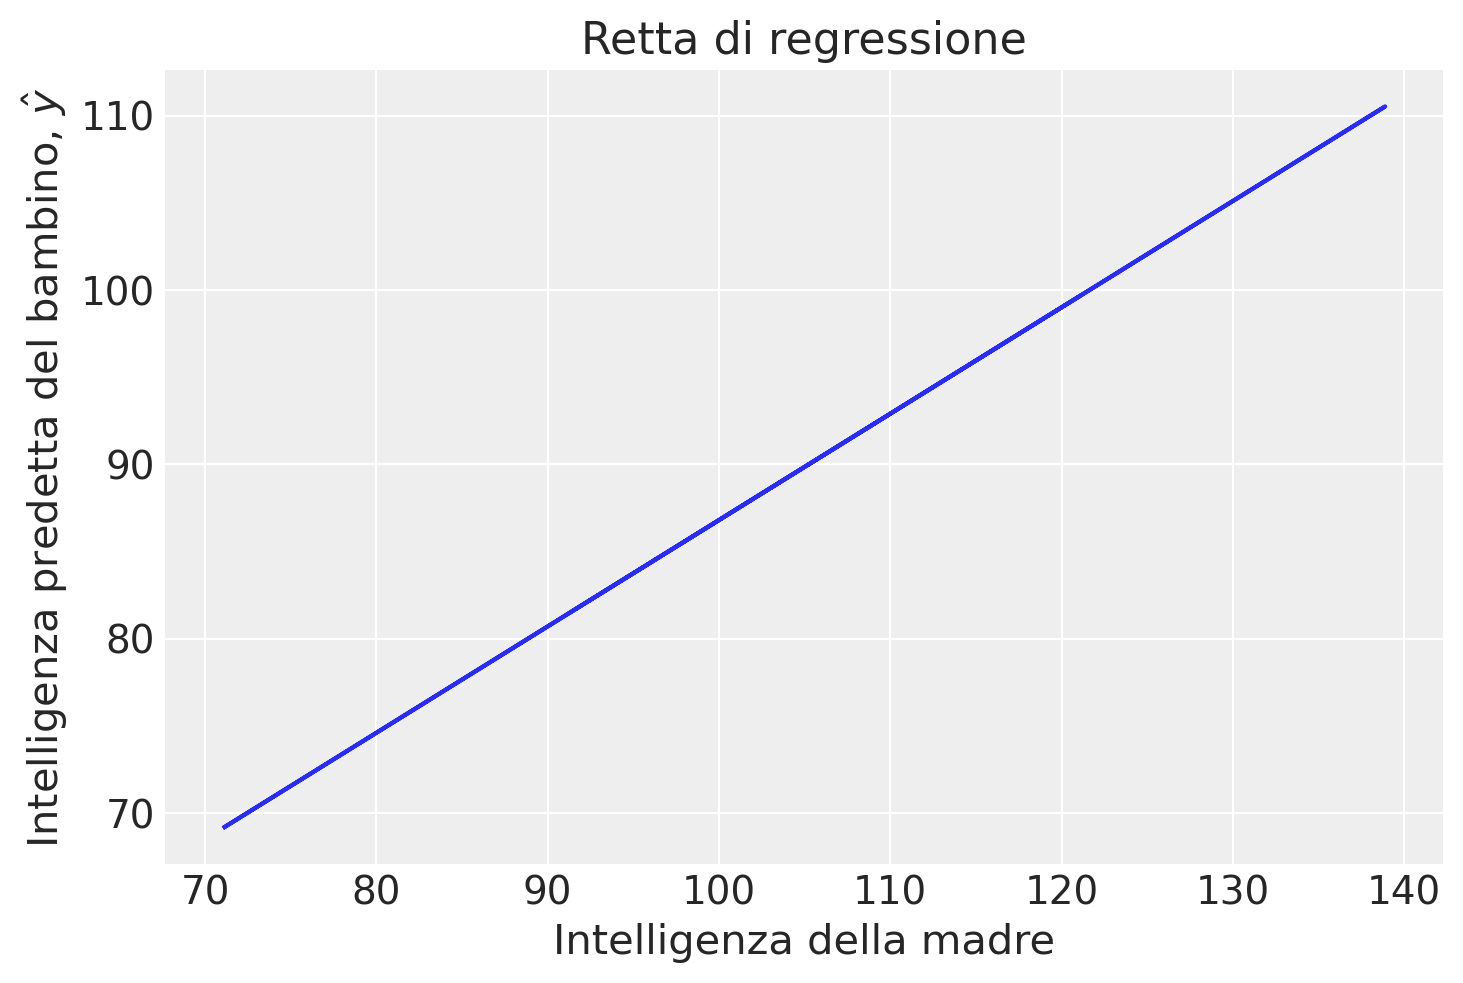 Retta di regressione
Intelligenza predetta del bambino, ŷ
110
100
90
80
70
70 80 90 100 110 120 130 140
Intelligenza della madre